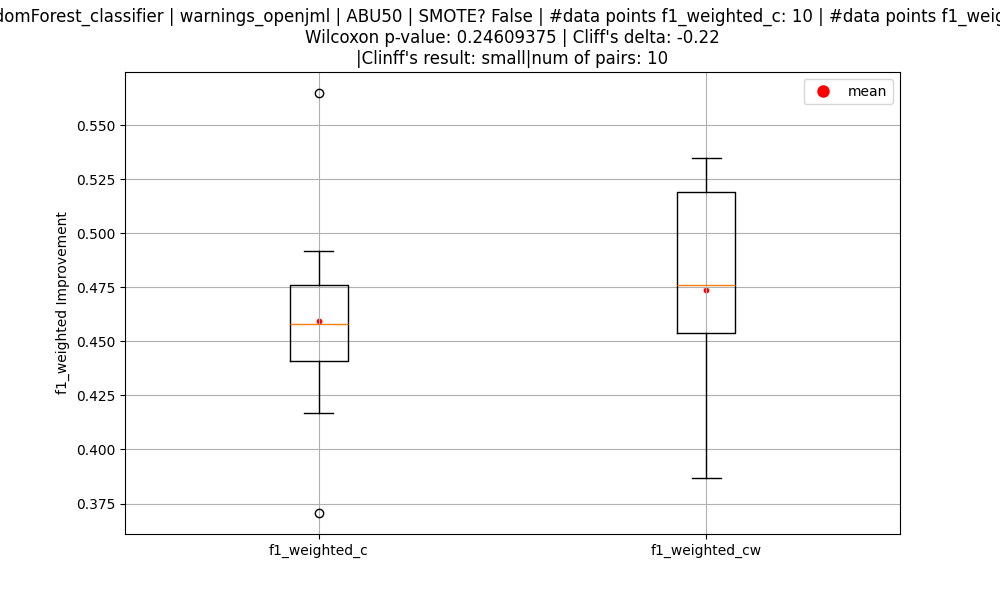 domForest_classifier | warnings_openjml | ABU50 | SMOTE? False | #data points f1_weighted_c: 10 | #data points f1_weig
Wilcoxon p-value: 0.24609375 | Cliff's delta: -0.22
|Clinff's result: small|num of pairs: 10
mean
0.550
0.525
0.500
0.475
0.450
0.425
0.400
0.375
f1_weighted Improvement
f1_weighted_c
f1_weighted_cw